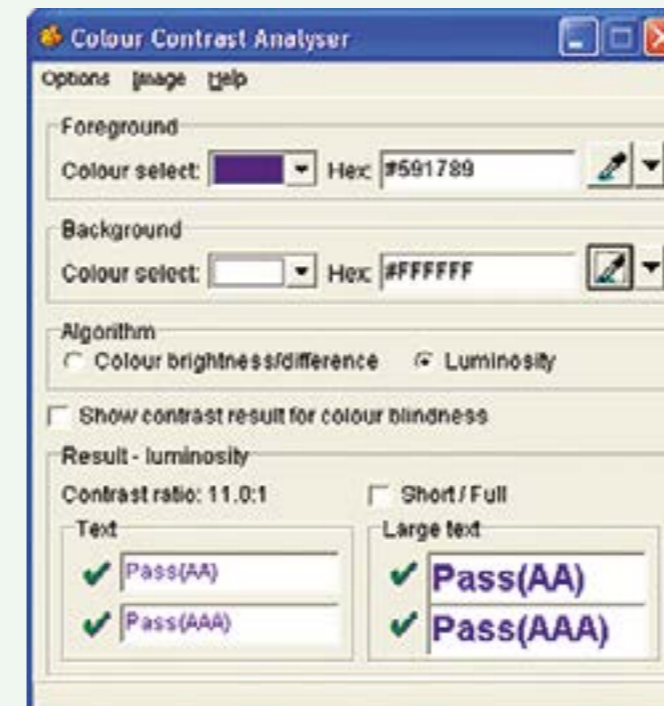 Colour Contrast Analyser
Options Image Help
Foreground
Colour select: Hex: #591789
Background
Colour select: Hex: #FFFFFF
Algorithm
Colour brightness/difference Luminosity
Show contrast result for colour blindness
Result - luminosity
Contrast ratio: 11.0:1 Short / Full
Text Large text
Pass(AA) Pass(AA)
Pass(AAA) Pass(AAA)